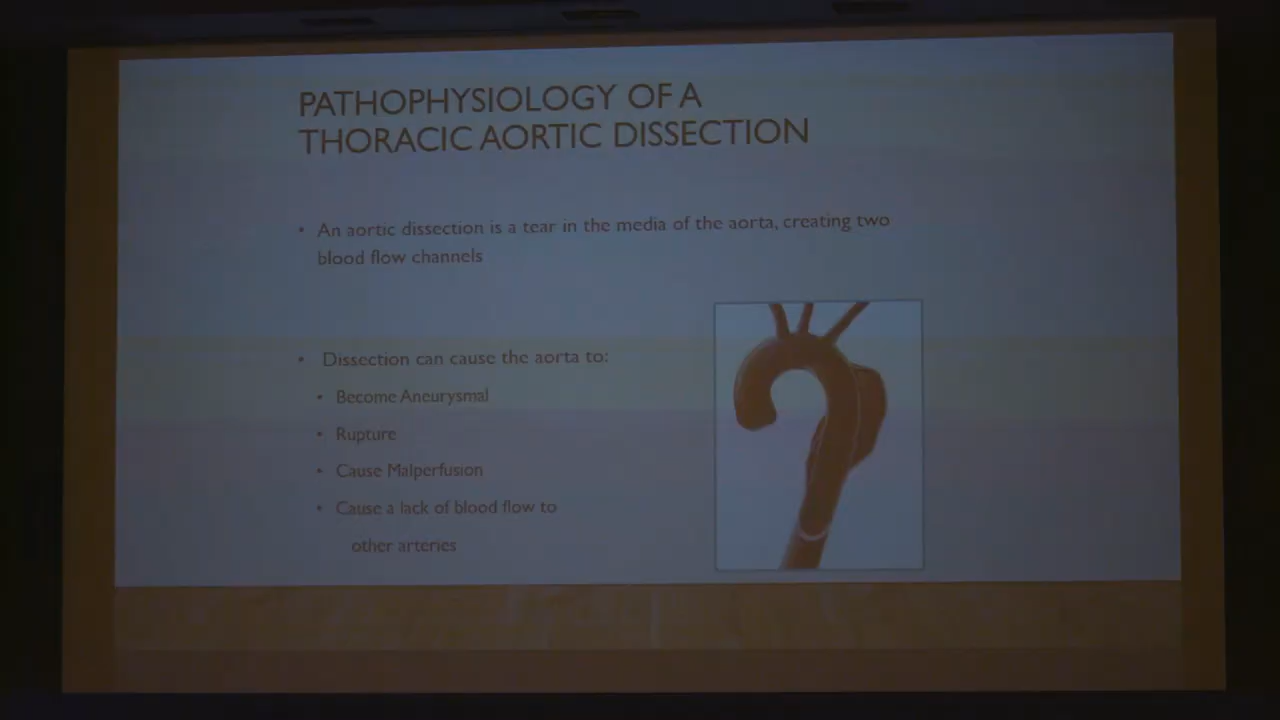 PATHOPHYSIOLOGY OF A
THORACIC AORTIC DISSECTION
• An aortic dissection is a tear in the media of the aorta, creating two
blood flow channels
• Dissection can cause the aorta to:
• Become Aneurysmal
• Rupture
• Cause Malperfusion
• Cause a lack of blood flow to
other arteries